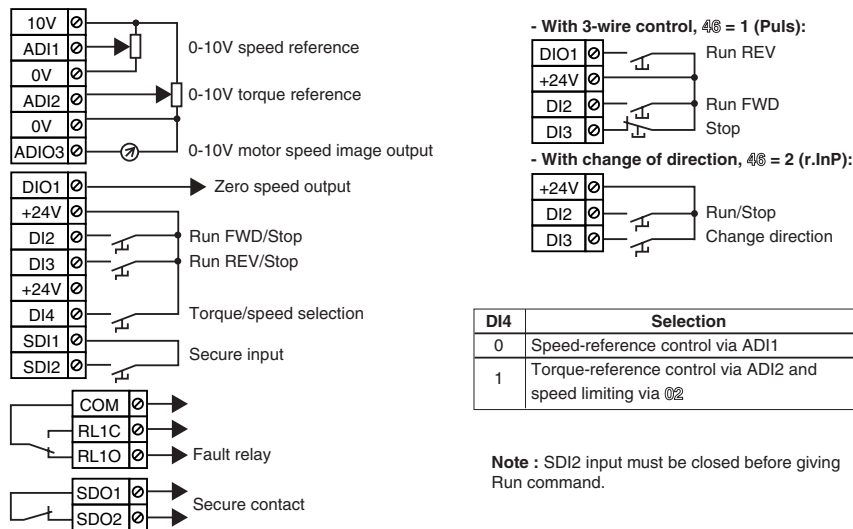 10V
ADI1
0-10V speed reference
0V
ADI2
0-10V torque reference
0V
ADIO3
0-10V motor speed image output
DIO1
Zero speed output
+24V
DI2
Run FWD/Stop
DI3
Run REV/Stop
+24V
DI4
Torque/speed selection
SDI1
Secure input
SDI2
COM
RL1C
RL1O
Fault relay
SDO1
Secure contact
SDO2
- With 3-wire control, 46 = 1 (Puls):
DIO1
Run REV
+24V
DI2
Run FWD
DI3
Stop
- With change of direction, 46 = 2 (r.InP):
+24V
DI2
Run/Stop
DI3
Change direction
DI4 Selection
0 Speed-reference control via ADI1
1 Torque-reference control via ADI2 and
speed limiting via 02
Note : SDI2 input must be closed before giving
Run command.